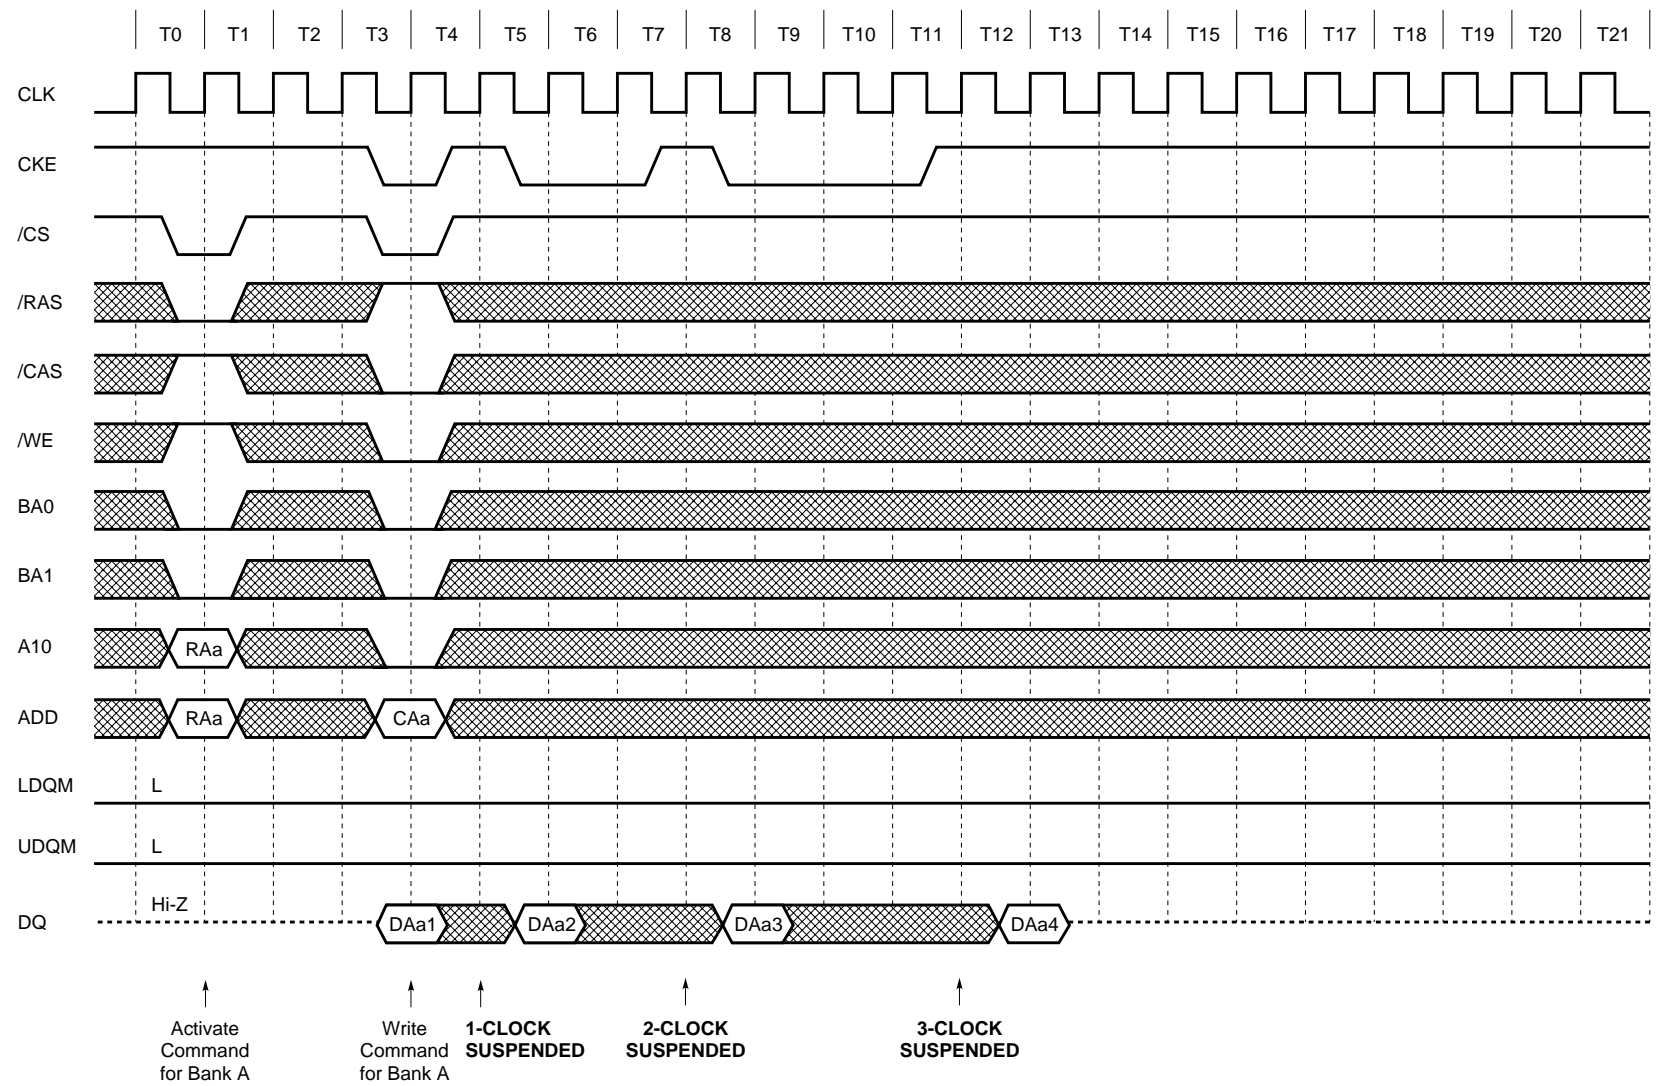 T0 T1 T2 T3 T4 T5 T6 T7 T8 T9 T10 T11 T12 T13 T14 T15 T16 T17 T18 T19 T20 T21
CLK
CKE
/CS
/RAS
/CAS
/WE
BA0
BA1
A10 RAa
ADD RAa CAa
LDQM L
UDQM L
Hi-Z
DQ DAa1 DAa2 DAa3 DAa4
Activate
Command
for Bank A
Write
Command
for Bank A
1-CLOCK
SUSPENDED
2-CLOCK
SUSPENDED
3-CLOCK
SUSPENDED